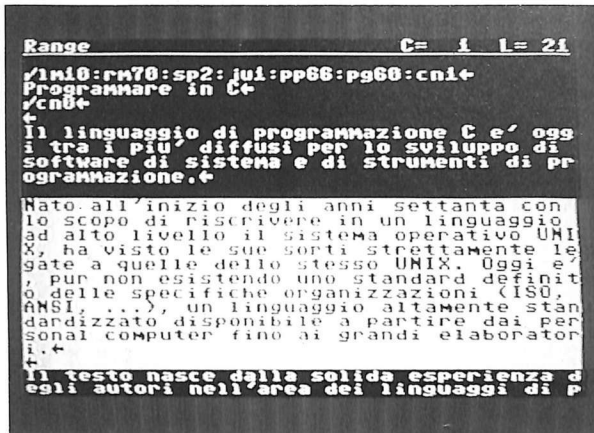 Range C= 1 L= 21
✓lm10:rm70:sp2:ju1:pp66:pg60:cn1←
Programmare in C←
✓cn0←
←
Il linguaggio di programmazione C e' ogg
i tra i piu' diffusi per lo sviluppo di
software di sistema e di strumenti di pr
ogrammazione.←
Nato all'inizio degli anni settanta con
lo scopo di riscrivere in un linguaggio
ad alto livello il sistema operativo UNI
X, ha visto le sue sorti strettamente le
gate a quelle dello stesso UNIX. Oggi e'
, pur non esistendo uno standard definit
o delle specifiche organizzazioni (ISO,
ANSI, ...), un linguaggio altamente stan
dardizzato disponibile a partire dai per
sonal computer fino ai grandi elaborator
i.←
←
Il testo nasce dalla solida esperienza d
egli autori nell'area dei linguaggi di p